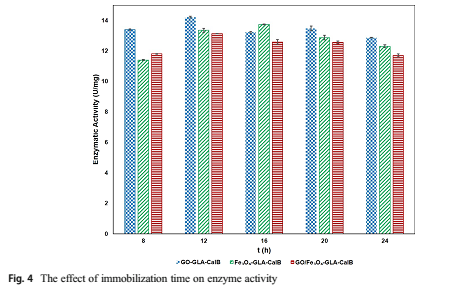 14
12
10
8
6
4
2
0
Enzymatic Activity (U/mg)
8 12 16 20 24
t (h)
GO-GLA-CalB Fe₃O₄-GLA-CalB GO/Fe₃O₄-GLA-CalB
Fig. 4 The effect of immobilization time on enzyme activity